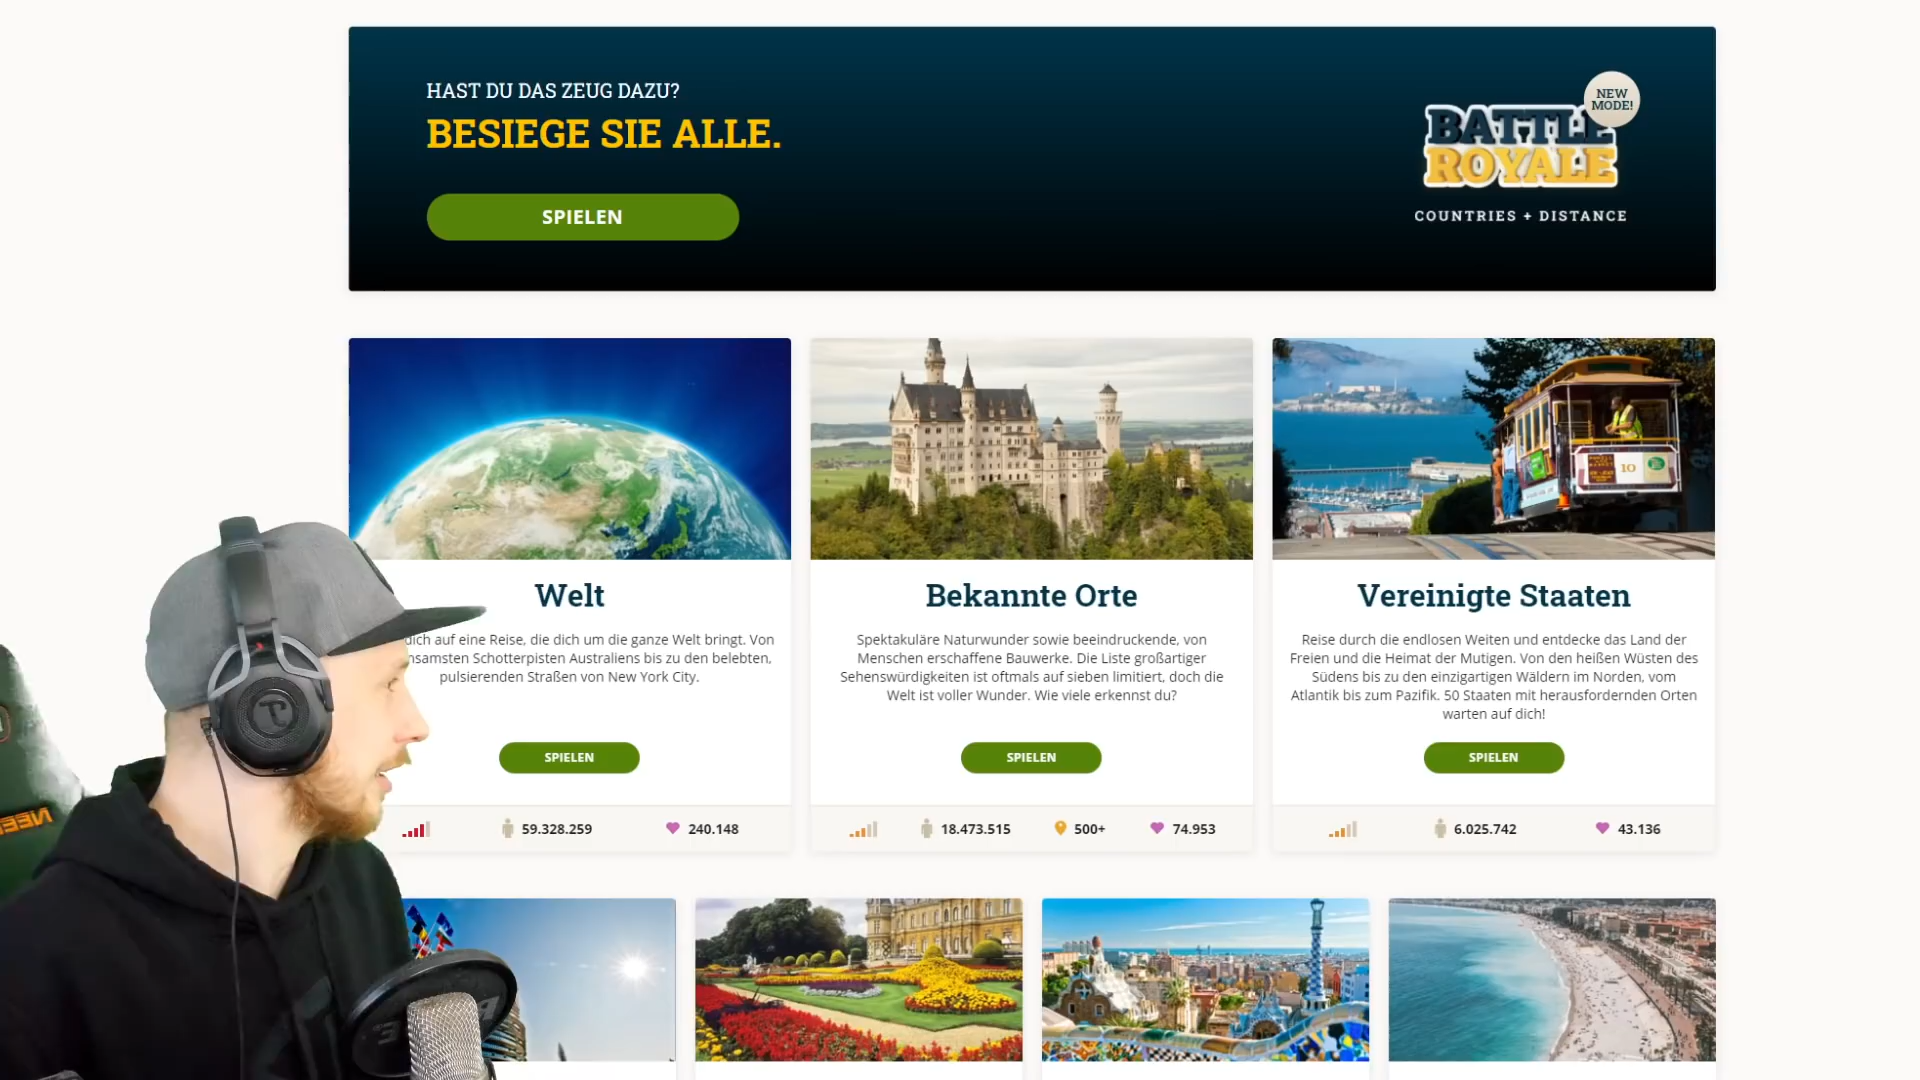 HAST DU DAS ZEUG DAZU?
BESIEGE SIE ALLE.
SPIELEN
NEW
MODE!
BATTLE
ROYALE
COUNTRIES + DISTANCE
Welt
dich auf eine Reise, die dich um die ganze Welt bringt. Von
Schotterpisten Australiens bis zu den belebten,
pulsierenden Straßen von New York City.
SPIELEN
59.328.259
240.148
Bekannte Orte
Spektakuläre Naturwunder sowie beeindruckende, von
Menschen erschaffene Bauwerke. Die Liste großartiger
Sehenswürdigkeiten ist oftmals auf sieben limitiert, doch die
Welt ist voller Wunder. Wie viele erkennst du?
SPIELEN
18.473.515
500+
74.953
10
Vereinigte Staaten
Reise durch die endlosen Weiten und entdecke das Land der
Freien und die Heimat der Mutigen. Von den heißen Wüsten des
Südens bis zu den einzigartigen Wäldern im Norden, vom
Atlantik bis zum Pazifik. 50 Staaten mit herausfordernden Orten
warten auf dich!
SPIELEN
6.025.742
43.136